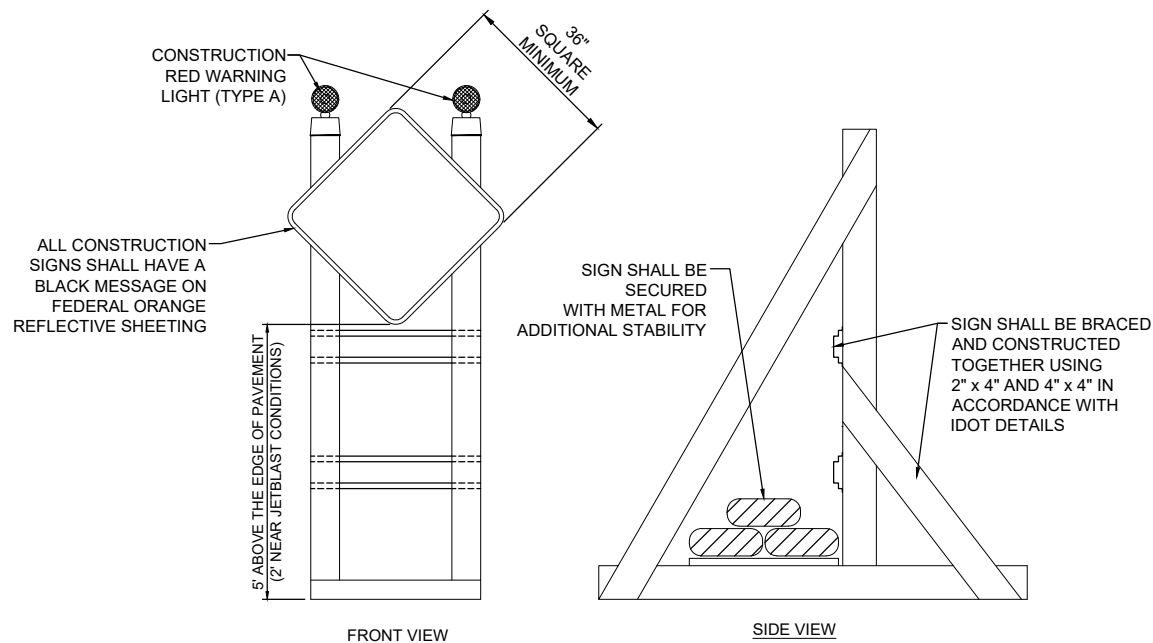 CONSTRUCTION
RED WARNING
LIGHT (TYPE A)
36"
SQUARE
MINIMUM
ALL CONSTRUCTION
SIGNS SHALL HAVE A
BLACK MESSAGE ON
FEDERAL ORANGE
REFLECTIVE SHEETING
5' ABOVE THE EDGE OF PAVEMENT
(2' NEAR JETBLAST CONDITIONS)
FRONT VIEW
SIGN SHALL BE
SECURED
WITH METAL FOR
ADDITIONAL STABILITY
SIGN SHALL BE BRACED
AND CONSTRUCTED
TOGETHER USING
2" x 4" AND 4" x 4" IN
ACCORDANCE WITH
IDOT DETAILS
SIDE VIEW